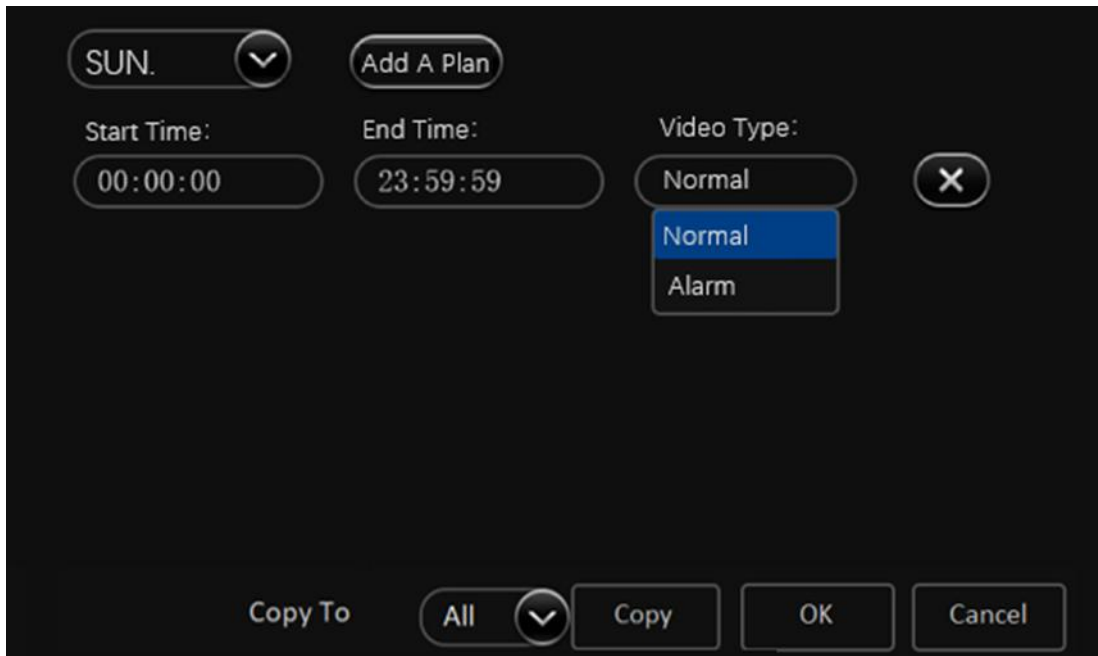 SUN. Add A Plan
Start Time: End Time: Video Type:
00:00:00 23:59:59 Normal
Normal
Alarm
Copy To All Copy OK Cancel